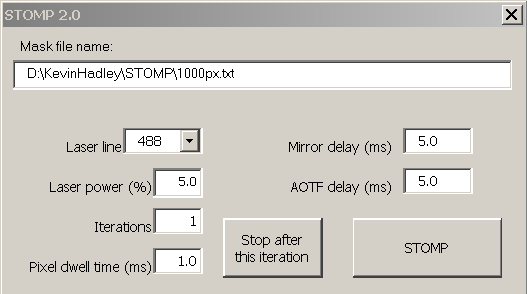 STOMP 2.0
Mask file name:
D:\KevinHadley\STOMP\1000px.txt
Laser line 488
Mirror delay (ms) 5.0
Laser power (%) 5.0
AOTF delay (ms) 5.0
Iterations 1
Pixel dwell time (ms) 1.0
Stop after
this iteration
STOMP